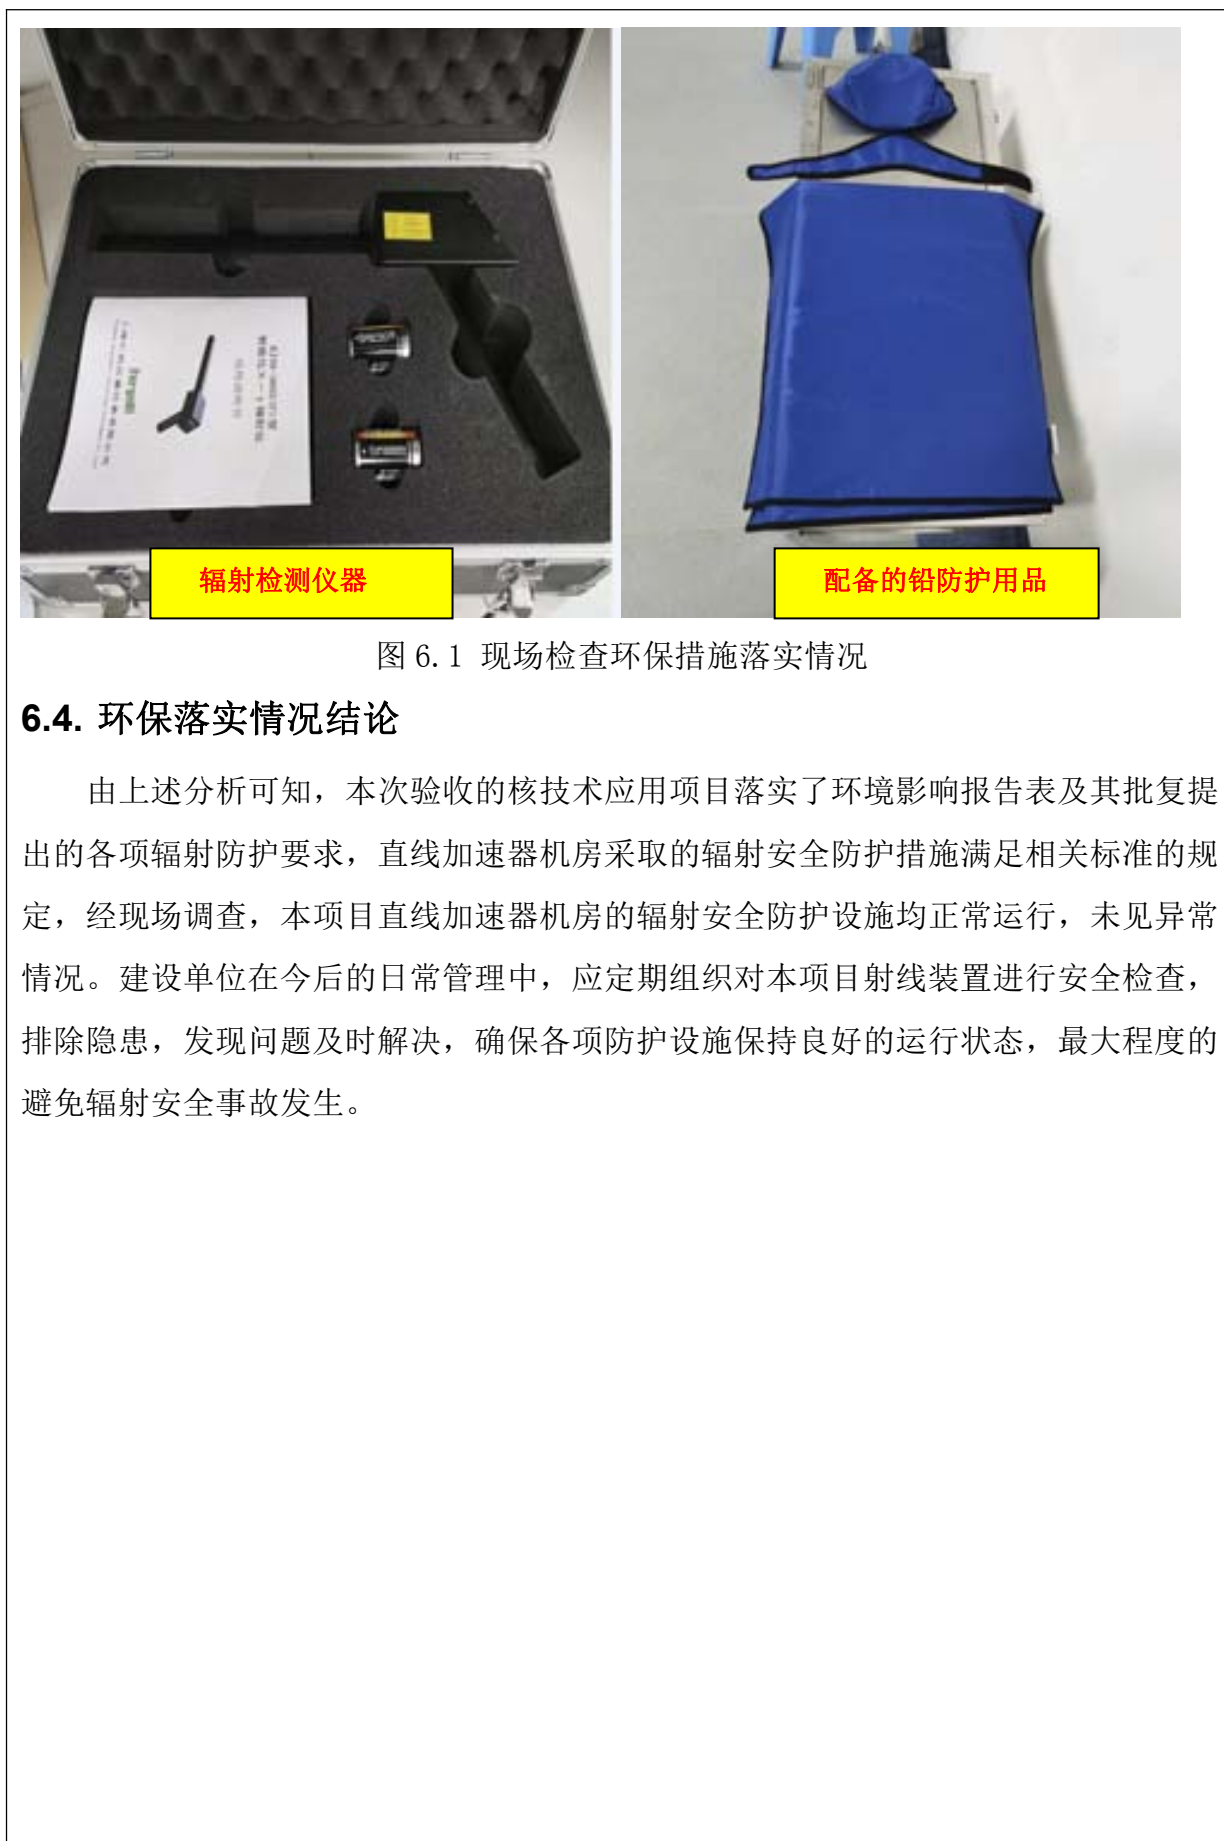 辐射检测仪器
配备的铅防护用品
图 6.1 现场检查环保措施落实情况
6.4. 环保落实情况结论
由上述分析可知，本次验收的核技术应用项目落实了环境影响报告表及其批复提
出的各项辐射防护要求，直线加速器机房采取的辐射安全防护措施满足相关标准的规
定，经现场调查，本项目直线加速器机房的辐射安全防护设施均正常运行，未见异常
情况。建设单位在今后的日常管理中，应定期组织对本项目射线装置进行安全检查，
排除隐患，发现问题及时解决，确保各项防护设施保持良好的运行状态，最大程度的
避免辐射安全事故发生。